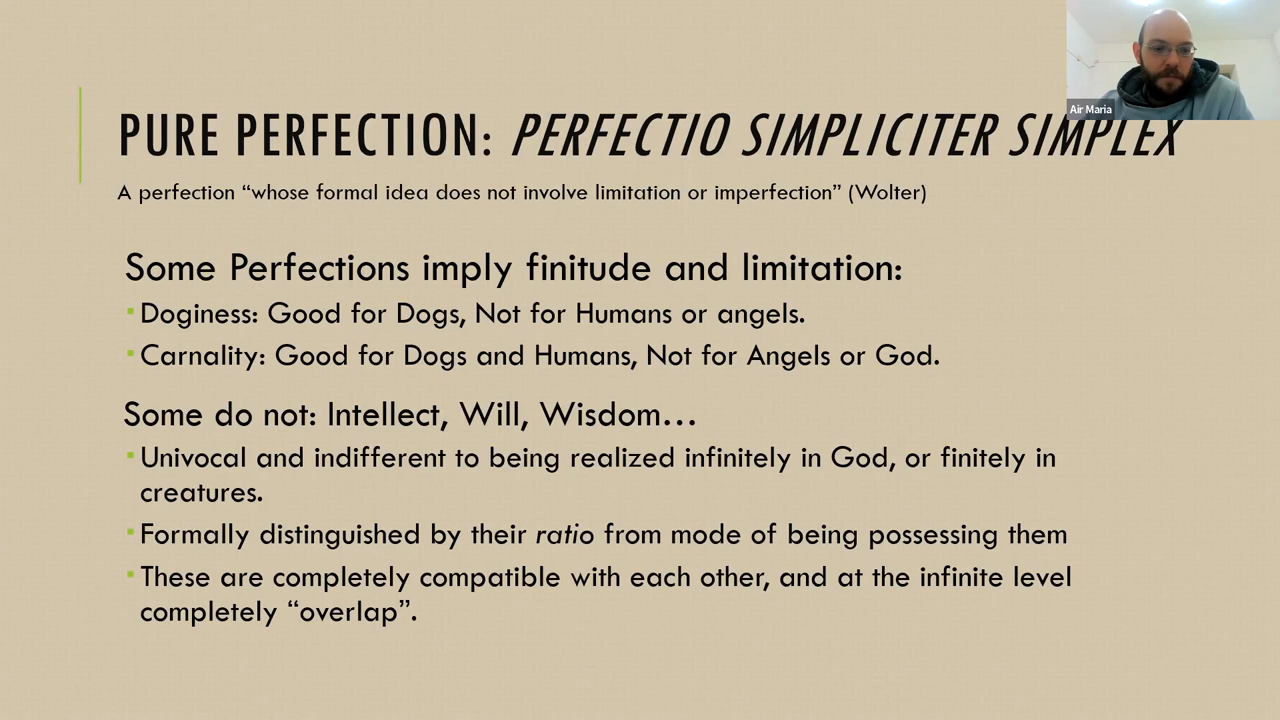 Air Maria
PURE PERFECTION: PERFECTIO SIMPLICITER SIMPLEX
A perfection “whose formal idea does not involve limitation or imperfection” (Wolter)
Some Perfections imply finitude and limitation:
▪Doginess: Good for Dogs, Not for Humans or angels.
▪Carnality: Good for Dogs and Humans, Not for Angels or God.
Some do not: Intellect, Will, Wisdom…
▪Univocal and indifferent to being realized infinitely in God, or finitely in
creatures.
▪Formally distinguished by their ratio from mode of being possessing them
▪These are completely compatible with each other, and at the infinite level
completely “overlap”.